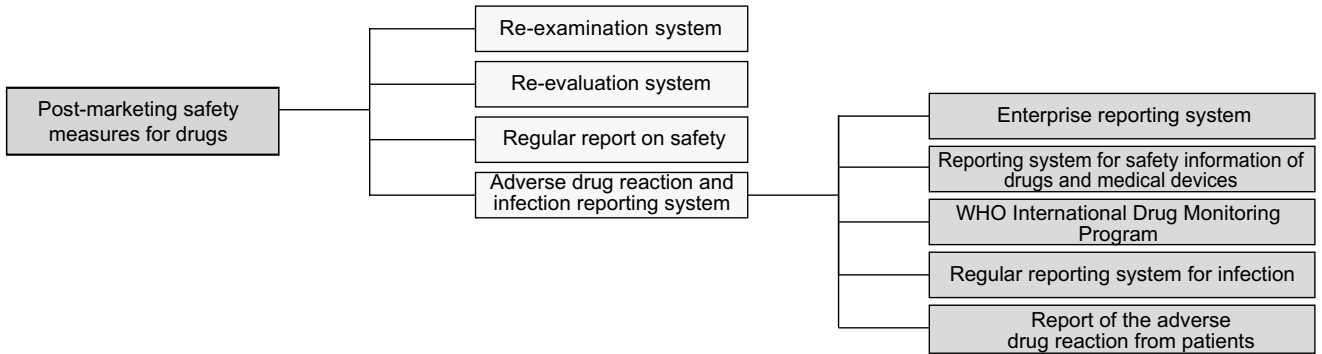 Post-marketing safety
measures for drugs
Re-examination system
Re-evaluation system
Regular report on safety
Adverse drug reaction and
infection reporting system
Enterprise reporting system
Reporting system for safety information of
drugs and medical devices
WHO International Drug Monitoring
Program
Regular reporting system for infection
Report of the adverse
drug reaction from patients